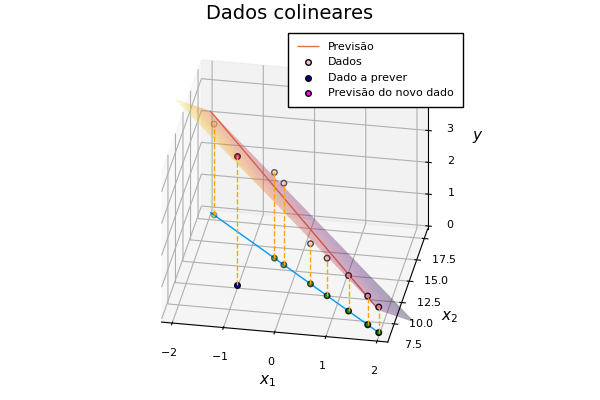 Dados colineares
Previsão
Dados
Dado a prever
Previsão do novo dado
3
2
1
0
y
17.5
15.0
12.5
10.0
7.5
x₂
−2
−1
0
1
2
x₁